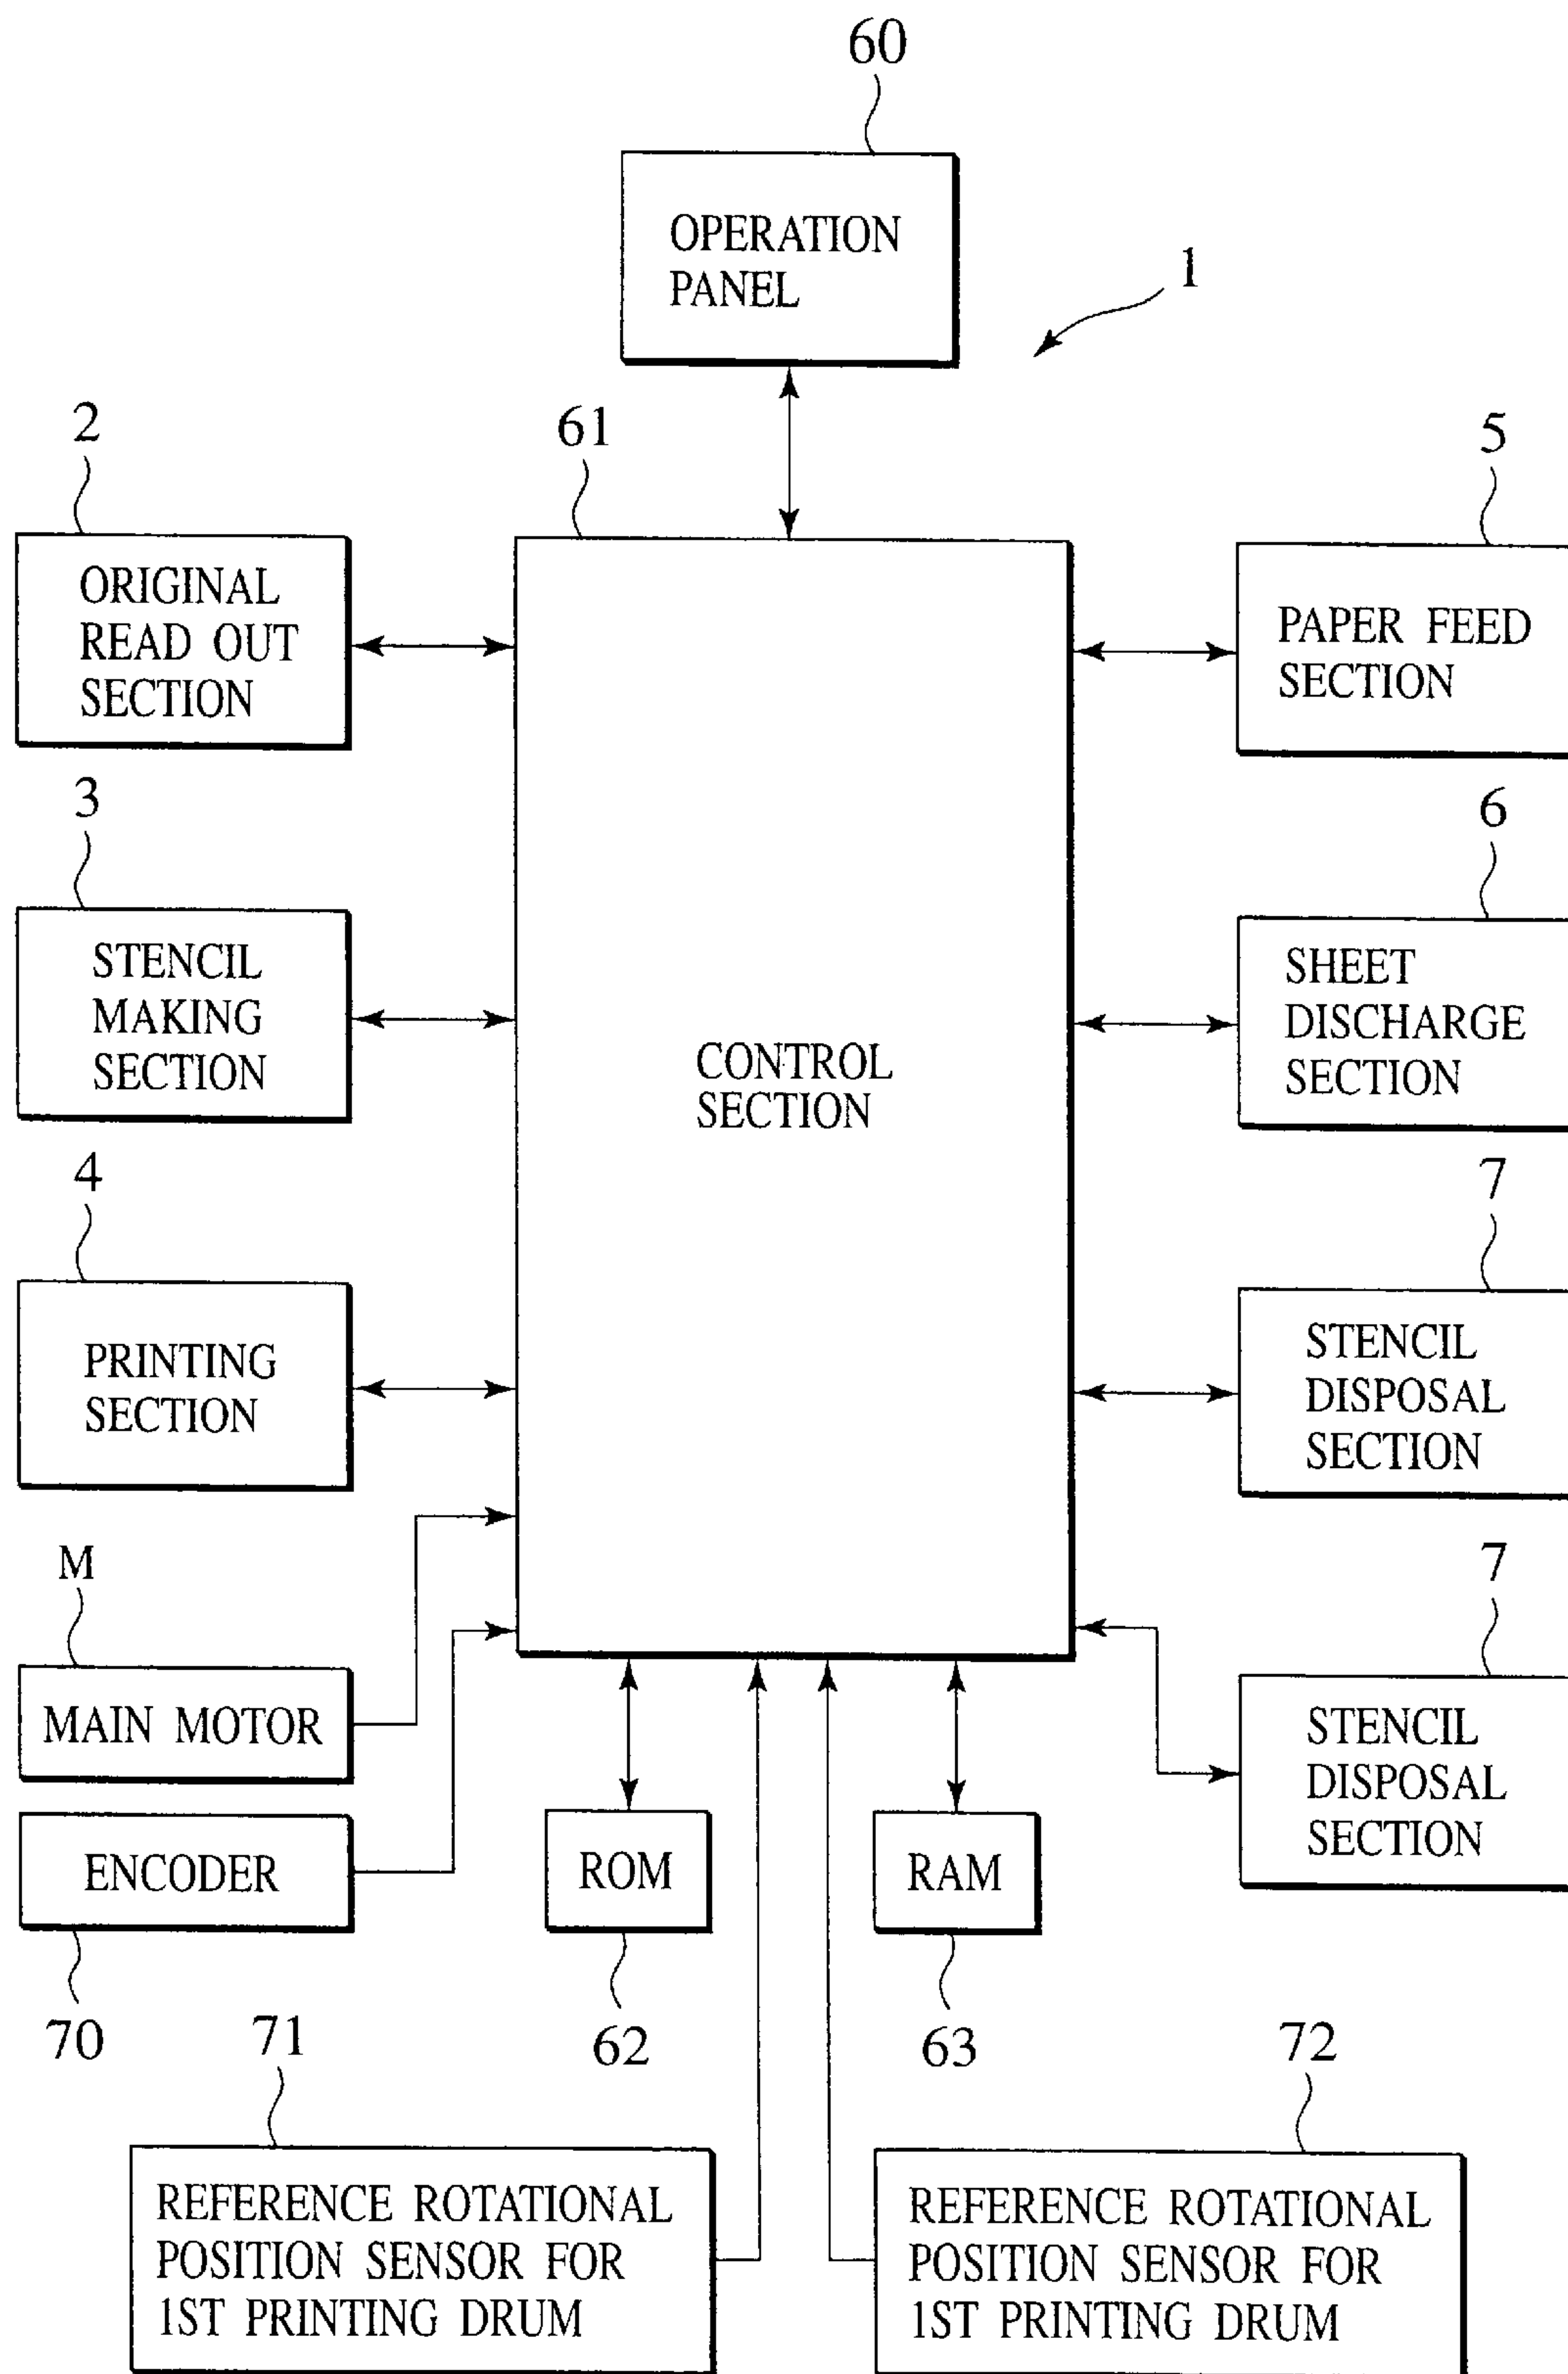 60
OPERATION
PANEL
1
2
61
5
ORIGINAL
READ OUT
SECTION
PAPER FEED
SECTION
3
6
STENCIL
MAKING
SECTION
CONTROL
SECTION
SHEET
DISCHARGE
SECTION
4
7
PRINTING
SECTION
STENCIL
DISPOSAL
SECTION
M
7
MAIN MOTOR
STENCIL
DISPOSAL
SECTION
ENCODER
ROM
RAM
70
62
63
71
72
REFERENCE ROTATIONAL
POSITION SENSOR FOR
1ST PRINTING DRUM
REFERENCE ROTATIONAL
POSITION SENSOR FOR
1ST PRINTING DRUM